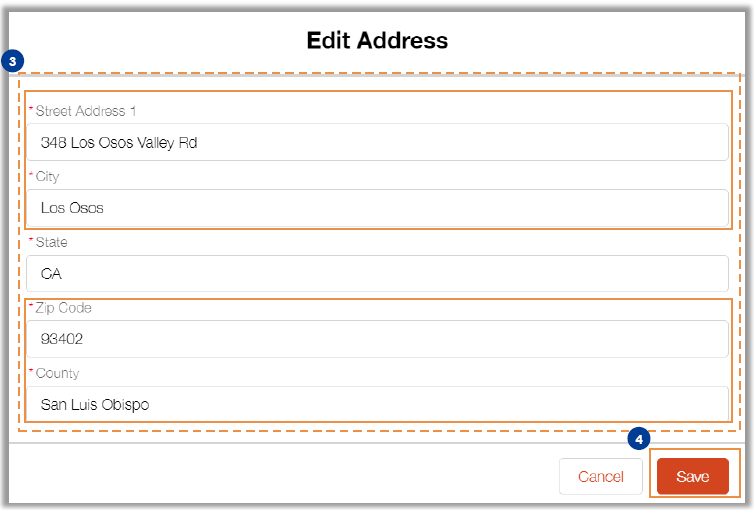 Edit Address
3
*Street Address 1
348 Los Osos Valley Rd
*City
Los Osos
*State
CA
*Zip Code
93402
*County
San Luis Obispo
4
Cancel Save